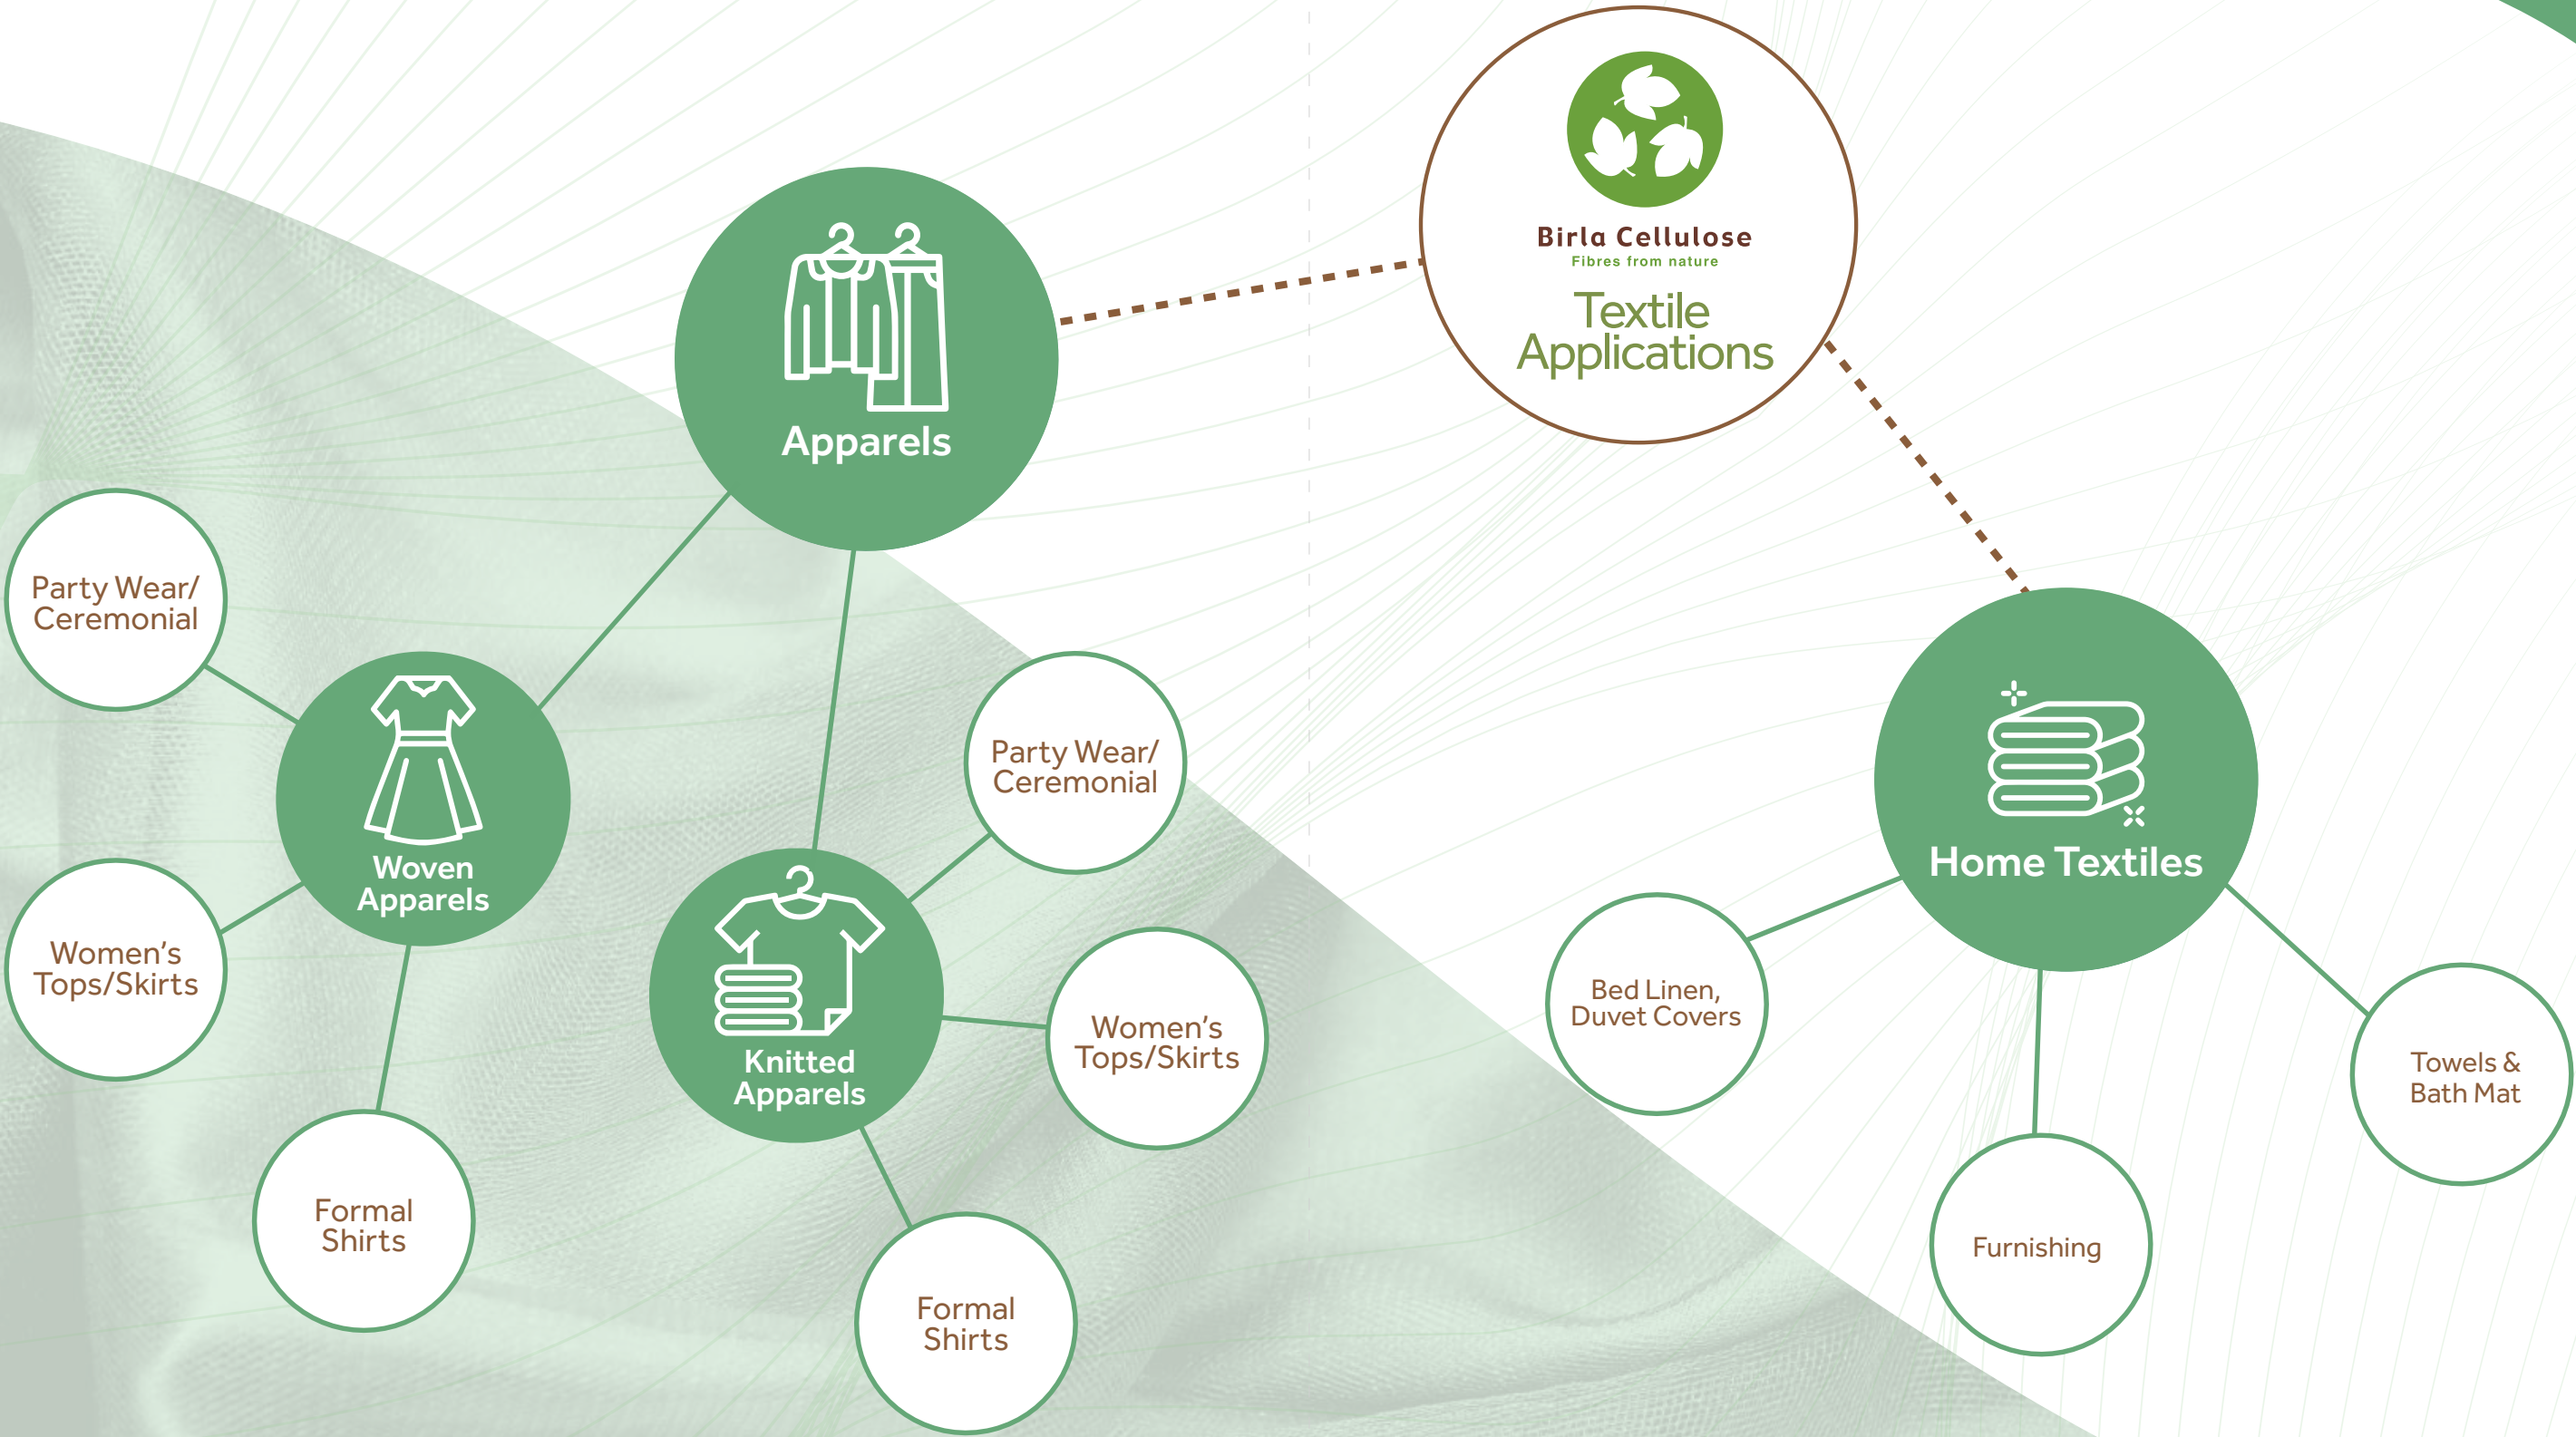 Birla Cellulose
Fibres from nature
Textile
Applications
Apparels
Party Wear/
Ceremonial
Woven
Apparels
Women's
Tops/Skirts
Formal
Shirts
Party Wear/
Ceremonial
Knitted
Apparels
Women's
Tops/Skirts
Formal
Shirts
Home Textiles
Bed Linen,
Duvet Covers
Furnishing
Towels &
Bath Mat